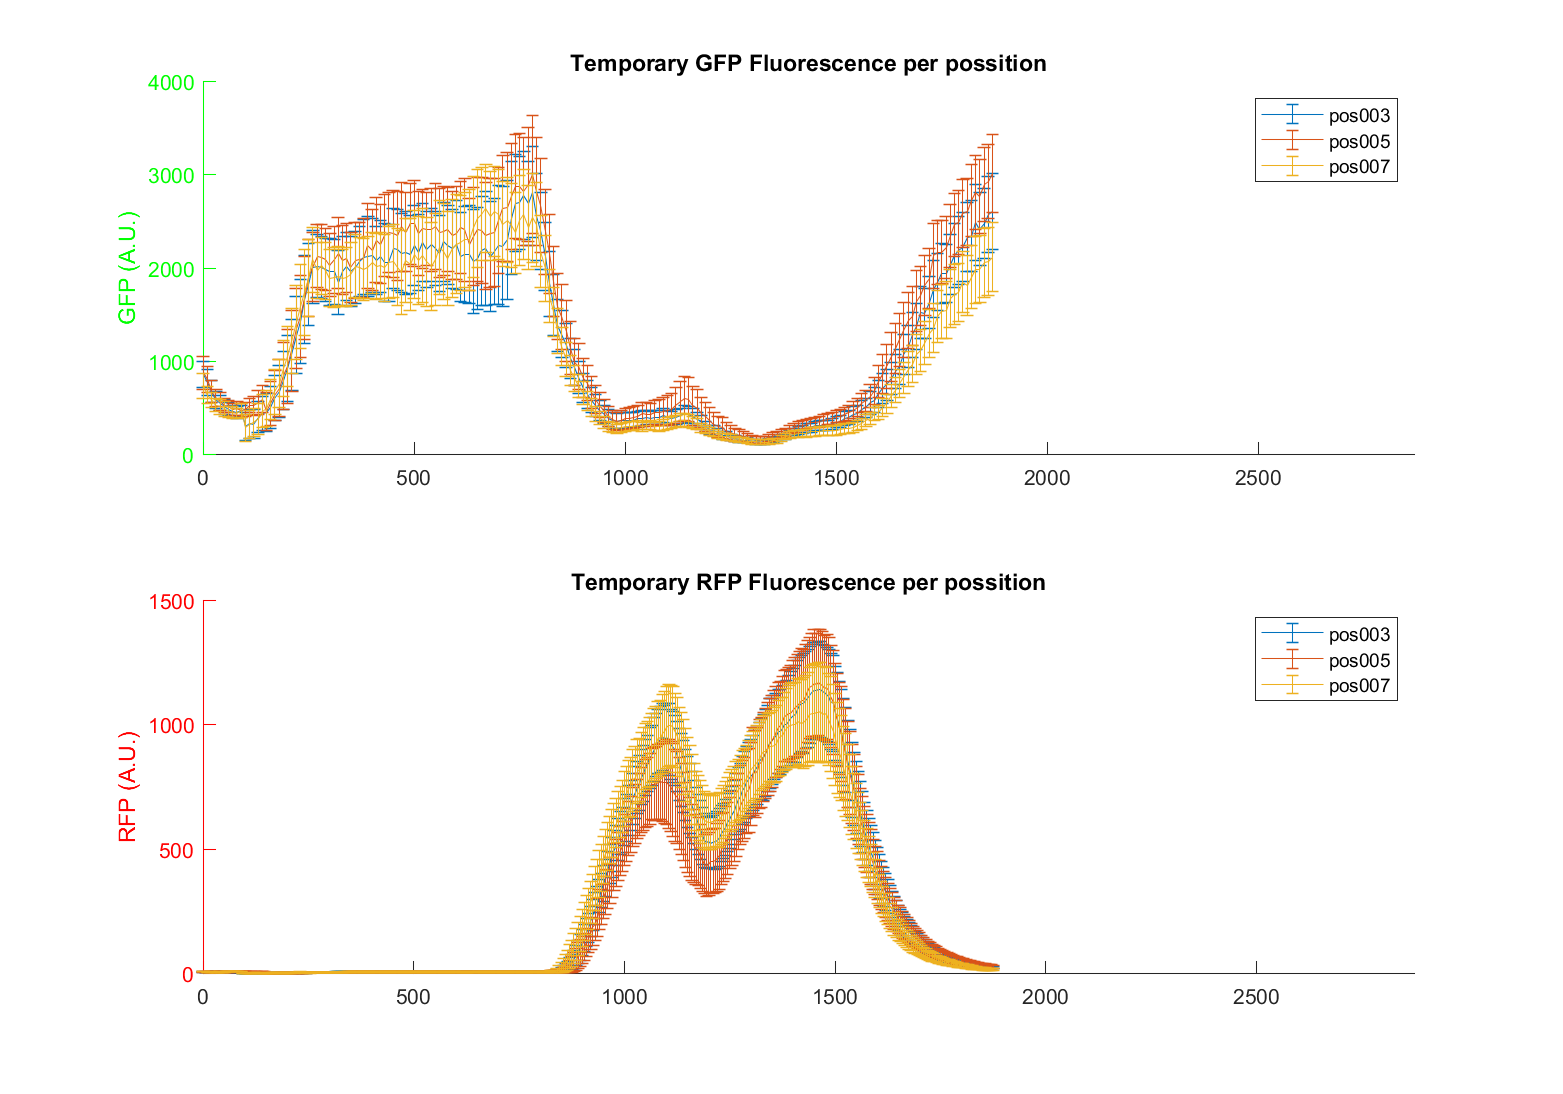 Temporary GFP Fluorescence per possition
4000
3000
2000
1000
0
GFP (A.U.)
pos003
pos005
pos007
0 500 1000 1500 2000 2500
Temporary RFP Fluorescence per possition
1500
1000
500
0
RFP (A.U.)
pos003
pos005
pos007
0 500 1000 1500 2000 2500